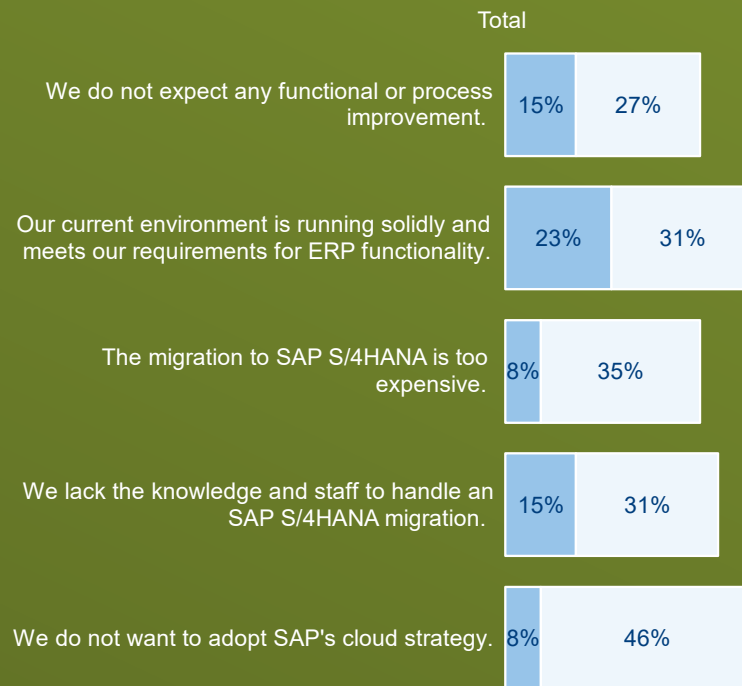 Total
We do not expect any functional or process
improvement.
15% 27%
Our current environment is running solidly and
meets our requirements for ERP functionality.
23% 31%
The migration to SAP S/4HANA is too
expensive.
8% 35%
We lack the knowledge and staff to handle an
SAP S/4HANA migration.
15% 31%
We do not want to adopt SAP's cloud strategy.
8% 46%